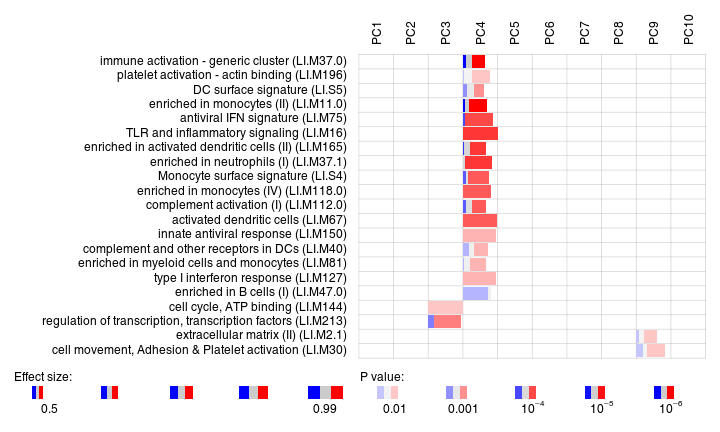 PC1 PC2 PC3 PC4 PC5 PC6 PC7 PC8 PC9 PC10
immune activation - generic cluster (LI.M37.0)
platelet activation - actin binding (LI.M196)
DC surface signature (LI.S5)
enriched in monocytes (II) (LI.M11.0)
antiviral IFN signature (LI.M75)
TLR and inflammatory signaling (LI.M16)
enriched in activated dendritic cells (II) (LI.M165)
enriched in neutrophils (I) (LI.M37.1)
Monocyte surface signature (LI.S4)
enriched in monocytes (IV) (LI.M118.0)
complement activation (I) (LI.M112.0)
activated dendritic cells (LI.M67)
innate antiviral response (LI.M150)
complement and other receptors in DCs (LI.M40)
enriched in myeloid cells and monocytes (LI.M81)
type I interferon response (LI.M127)
enriched in B cells (I) (LI.M47.0)
cell cycle, ATP binding (LI.M144)
regulation of transcription, transcription factors (LI.M213)
extracellular matrix (II) (LI.M2.1)
cell movement, Adhesion & Platelet activation (LI.M30)
Effect size:
0.5 0.99
P value:
0.01 0.001 10⁻⁴ 10⁻⁵ 10⁻⁶